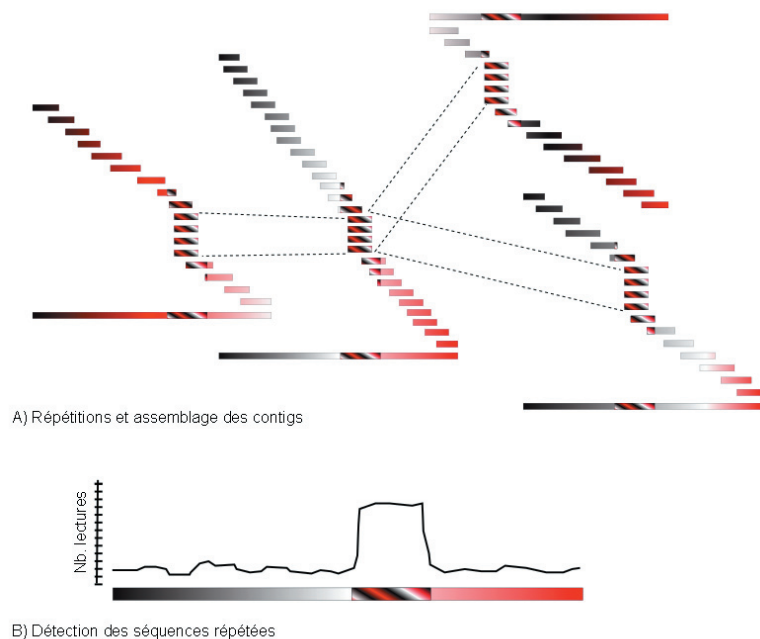 A) Répétitions et assemblage des contigs
Nb. lectures
B) Détection des séquences répétées